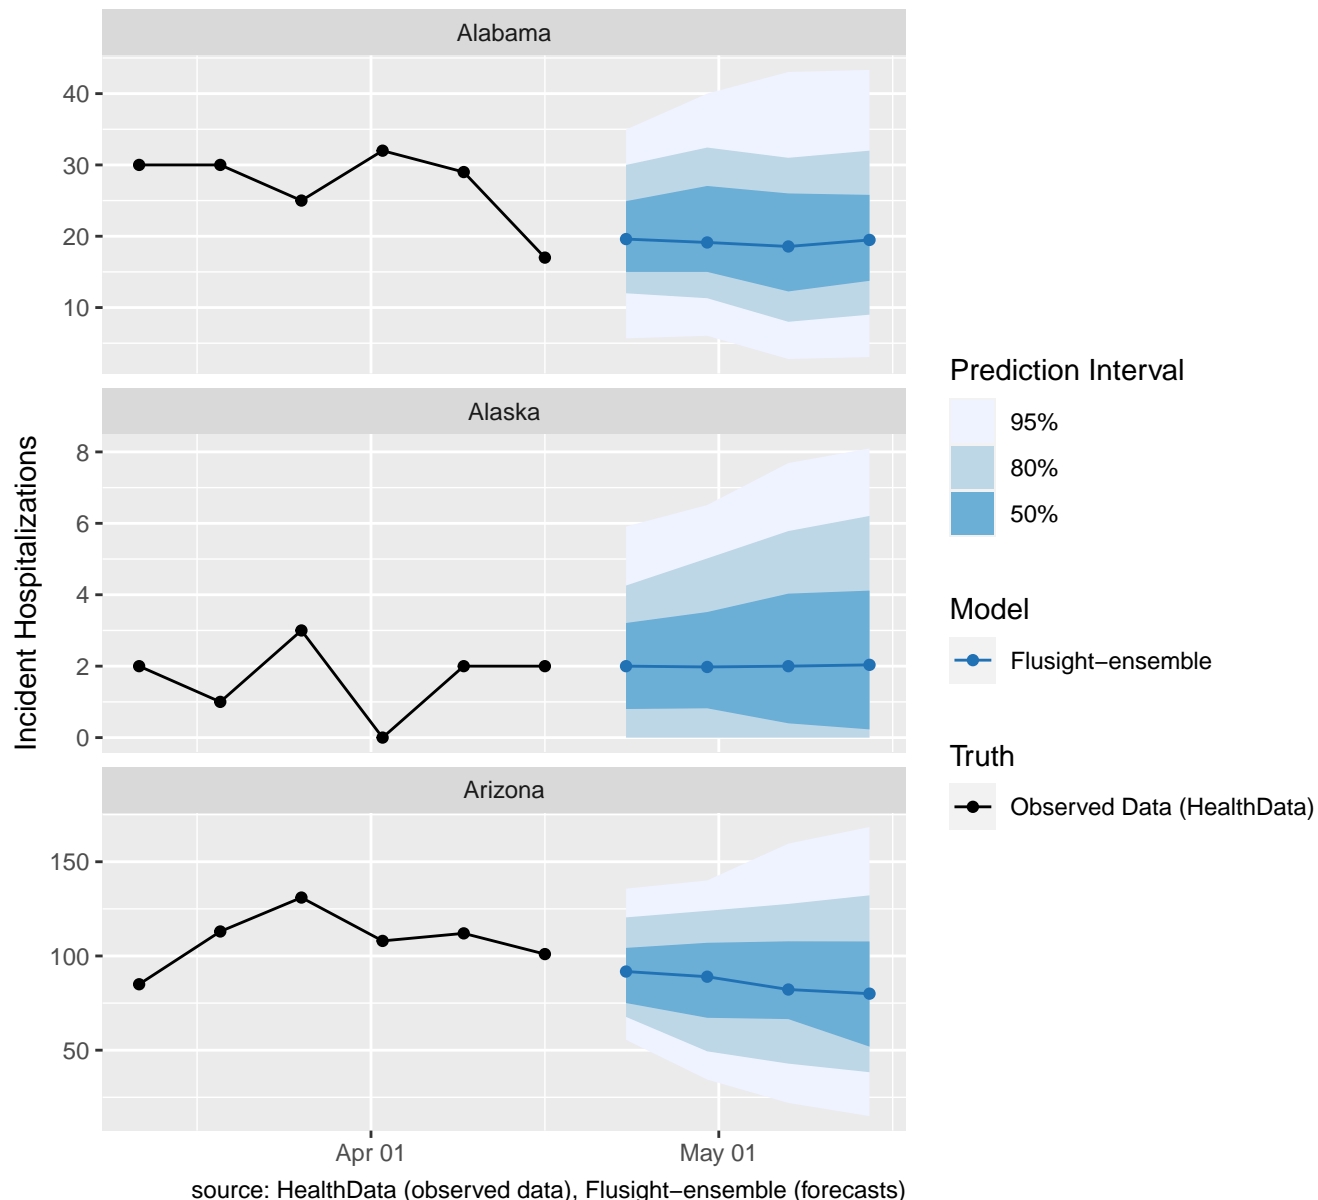 Alabama
40
30
20
10
Alaska
8
6
4
2
0
Arizona
150
100
50
Apr 01
May 01
Incident Hospitalizations
source: HealthData (observed data), Flusight−ensemble (forecasts)
Prediction Interval
95%
80%
50%
Model
Flusight−ensemble
Truth
Observed Data (HealthData)